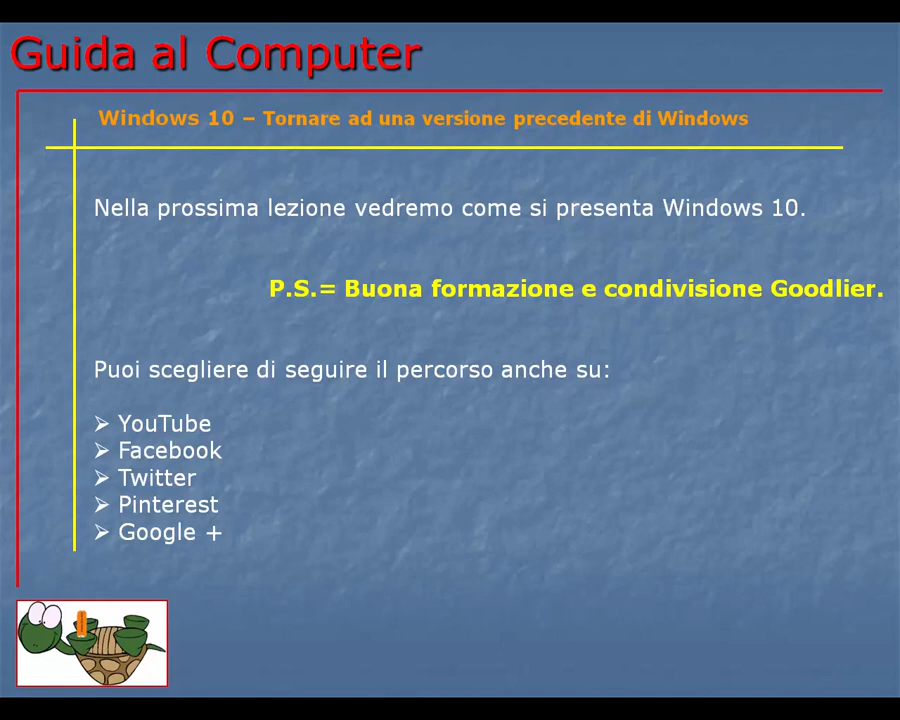 Guida al Computer
Windows 10 – Tornare ad una versione precedente di Windows
Nella prossima lezione vedremo come si presenta Windows 10.
P.S.= Buona formazione e condivisione Goodlier.
Puoi scegliere di seguire il percorso anche su:
➢ YouTube
➢ Facebook
➢ Twitter
➢ Pinterest
➢ Google +